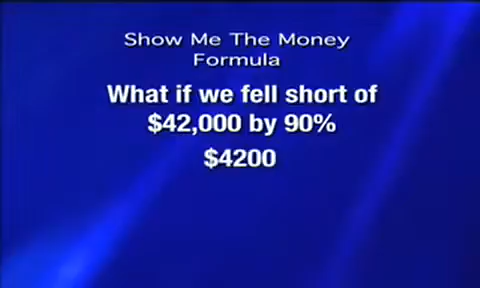 Show Me The Money
Formula
What if we fell short of
$42,000 by 90%
$4200